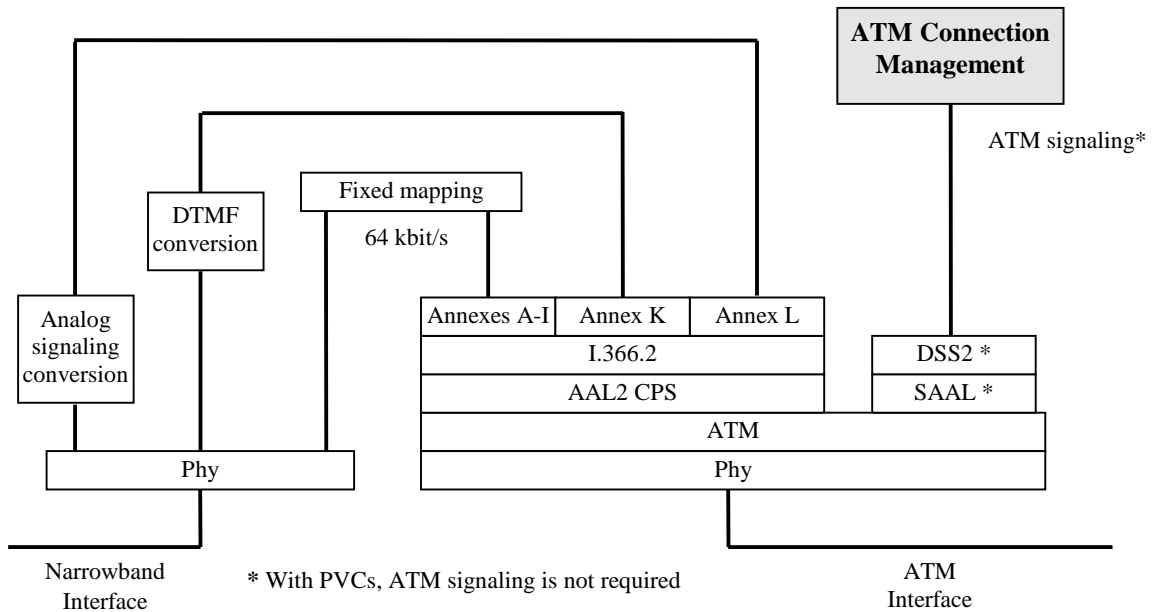 ATM Connection
Management
ATM signaling*
Fixed mapping
DTMF
conversion
64 kbit/s
Analog
signaling
conversion
Annexes A-I
Annex K
Annex L
I.366.2
DSS2 *
AAL2 CPS
SAAL *
ATM
Phy
Phy
Narrowband
Interface
* With PVCs, ATM signaling is not required
ATM
Interface